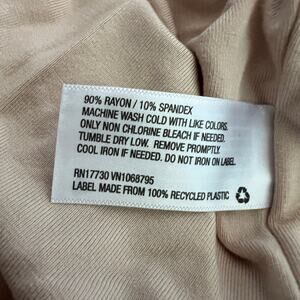 90% RAYON / 10% SPANDEX
MACHINE WASH COLD WITH LIKE COLORS.
ONLY NON CHLORINE BLEACH IF NEEDED.
TUMBLE DRY LOW. REMOVE PROMPTLY.
COOL IRON IF NEEDED. DO NOT IRON ON LABEL.
RN17730 VN1068795
LABEL MADE FROM 100% RECYCLED PLASTIC